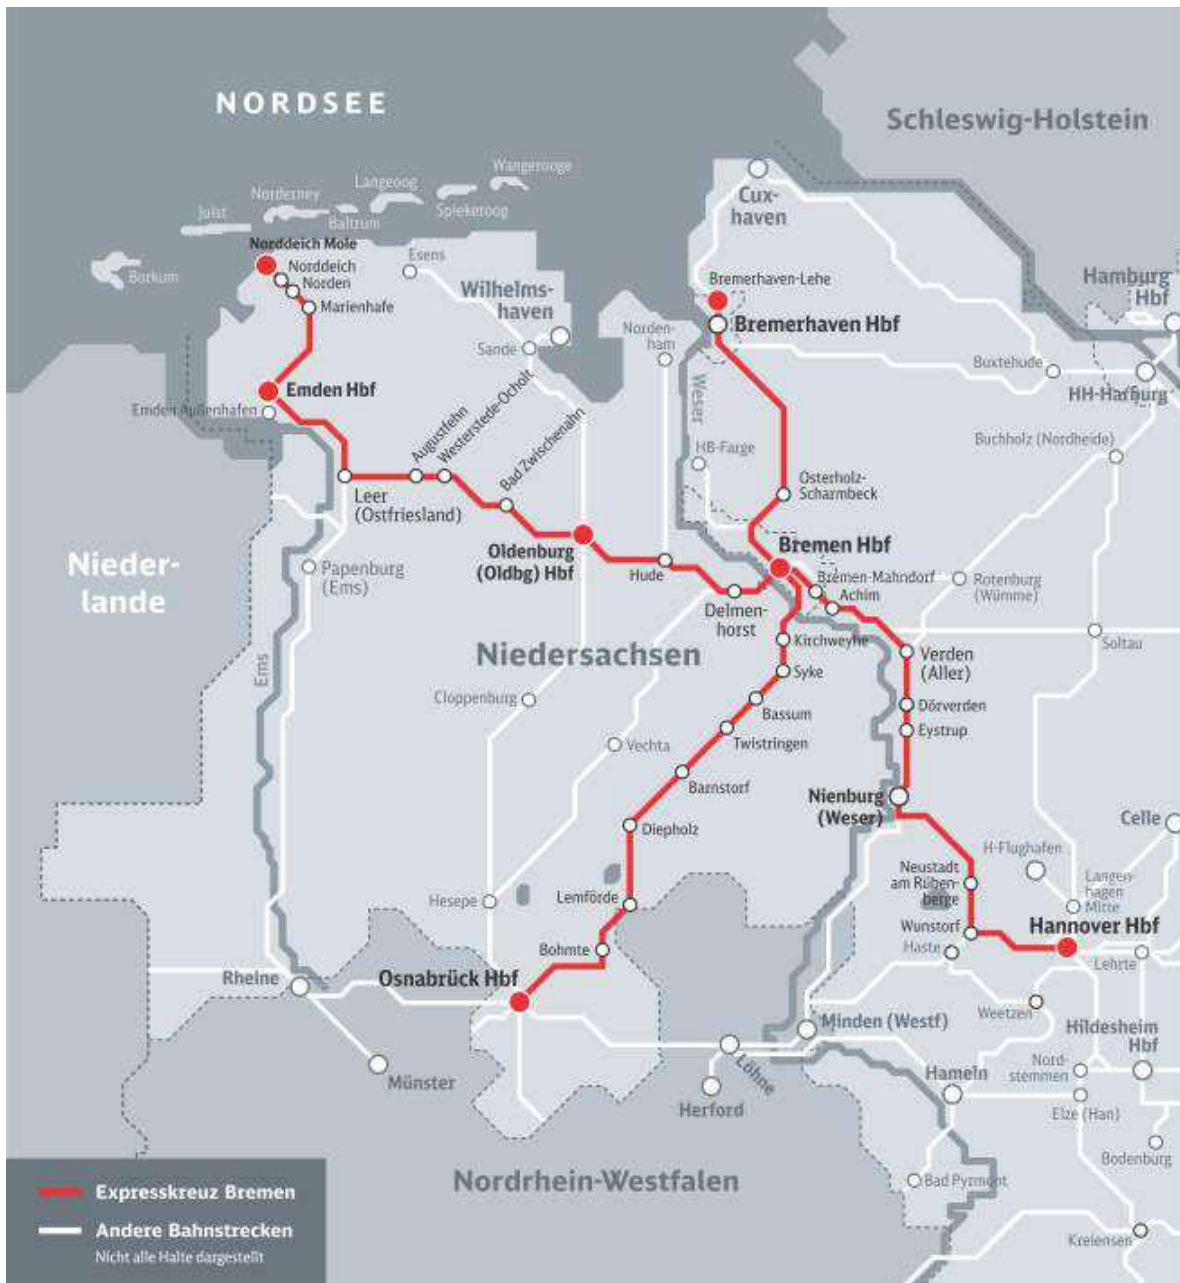 NORDSEE
Schleswig-Holstein
Wangerooge
Langeoog
Norderney
Spiekeroog
Juist
Baltrum
Cux-
haven
Norddeich Mole
Borkum
Norddeich
Norden
Esens
Bremerhaven-Lehe
Hamburg
Hbf
Marienhafe
Wilhelms-
haven
Bremerhaven Hbf
Norden-
ham
Sande
Buxtehude
Weser
Emden Hbf
HH-Harburg
Emden Außenhafen
Augustfehn
Westerstede-Ocholt
Bad Zwischenahn
HB-Farge
Buchholz (Nordheide)
Osterholz-
Scharmbeck
Leer
(Ostfriesland)
Bremen Hbf
Oldenburg
(Oldbg) Hbf
Nieder-
lande
Papenburg
(Ems)
Hude
Bremen-Mahndorf
Achim
Rotenburg
(Wümme)
Delmen-
horst
Kirchweyhe
Soltau
Niedersachsen
Verden
(Aller)
Ems
Syke
Cloppenburg
Bassum
Dörverden
Twistringen
Eystrup
Vechta
Barnstorf
Nienburg
(Weser)
Celle
Diepholz
H-Flughafen
Neustadt
am Rüben-
berge
Langen-
hagen
Mitte
Hesepe
Lemförde
Wunstorf
Hannover Hbf
Bohmte
Haste
Lehrte
Rheine
Osnabrück Hbf
Weetzen
Minden (Westf)
Hildesheim
Hbf
Löhne
Nord-
stemmen
Münster
Hameln
Herford
Elze (Han)
Bodenburg
Nordrhein-Westfalen
Bad Pyrmont
Kreiensen
Expresskreuz Bremen
Andere Bahnstrecken
Nicht alle Halte dargestellt